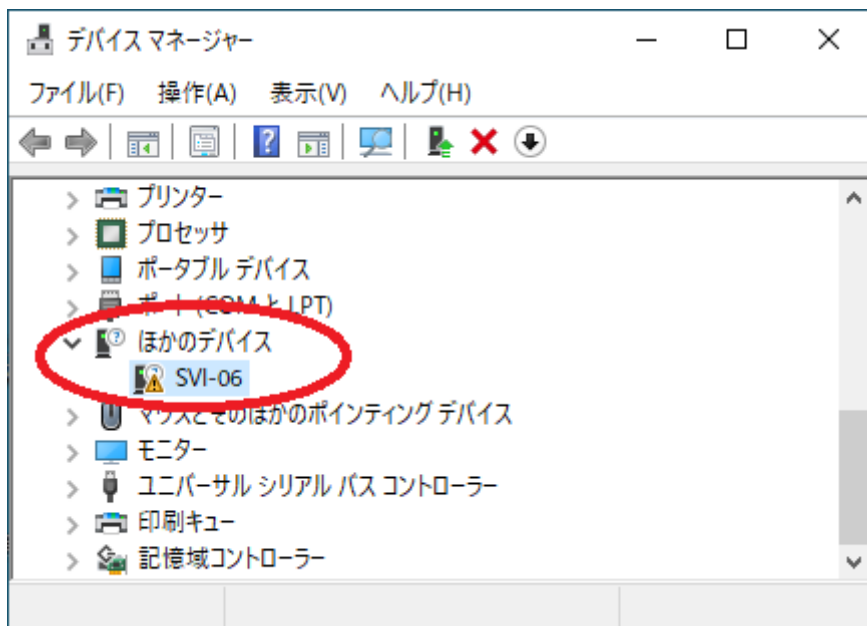 デバイス マネージャー
ファイル(F) 操作(A) 表示(V) ヘルプ(H)
プリンター
プロセッサ
ポータブル デバイス
ポート (COM と LPT)
ほかのデバイス
SVI-06
マウスとそのほかのポインティング デバイス
モニター
ユニバーサル シリアル バス コントローラー
印刷キュー
記憶域コントローラー